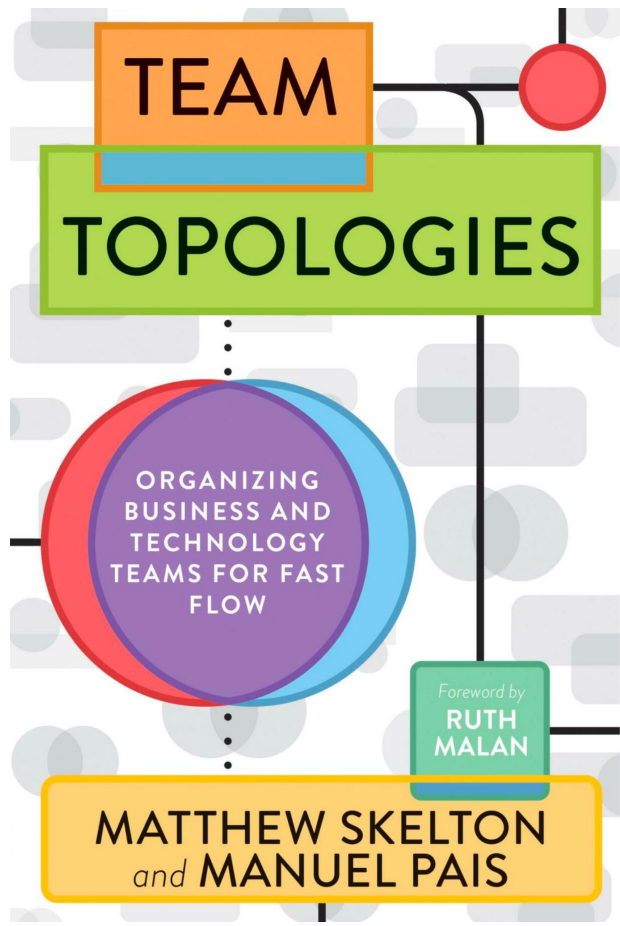 TEAM
TOPOLOGIES
ORGANIZING
BUSINESS AND
TECHNOLOGY
TEAMS FOR FAST
FLOW
Foreword by
RUTH
MALAN
MATTHEW SKELTON
and MANUEL PAIS